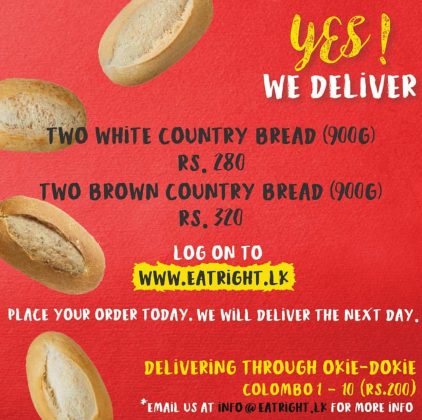 YES!
WE DELIVER
TWO WHITE COUNTRY BREAD (900G)
RS. 280
TWO BROWN COUNTRY BREAD (900G)
RS. 320
LOG ON TO
WWW.EATRIGHT.LK
PLACE YOUR ORDER TODAY. WE WILL DELIVER THE NEXT DAY.
DELIVERING THROUGH OKIE-DOKIE
COLOMBO 1 - 10 (RS.200)
*EMAIL US AT INFO@EATRIGHT.LK FOR MORE INFO